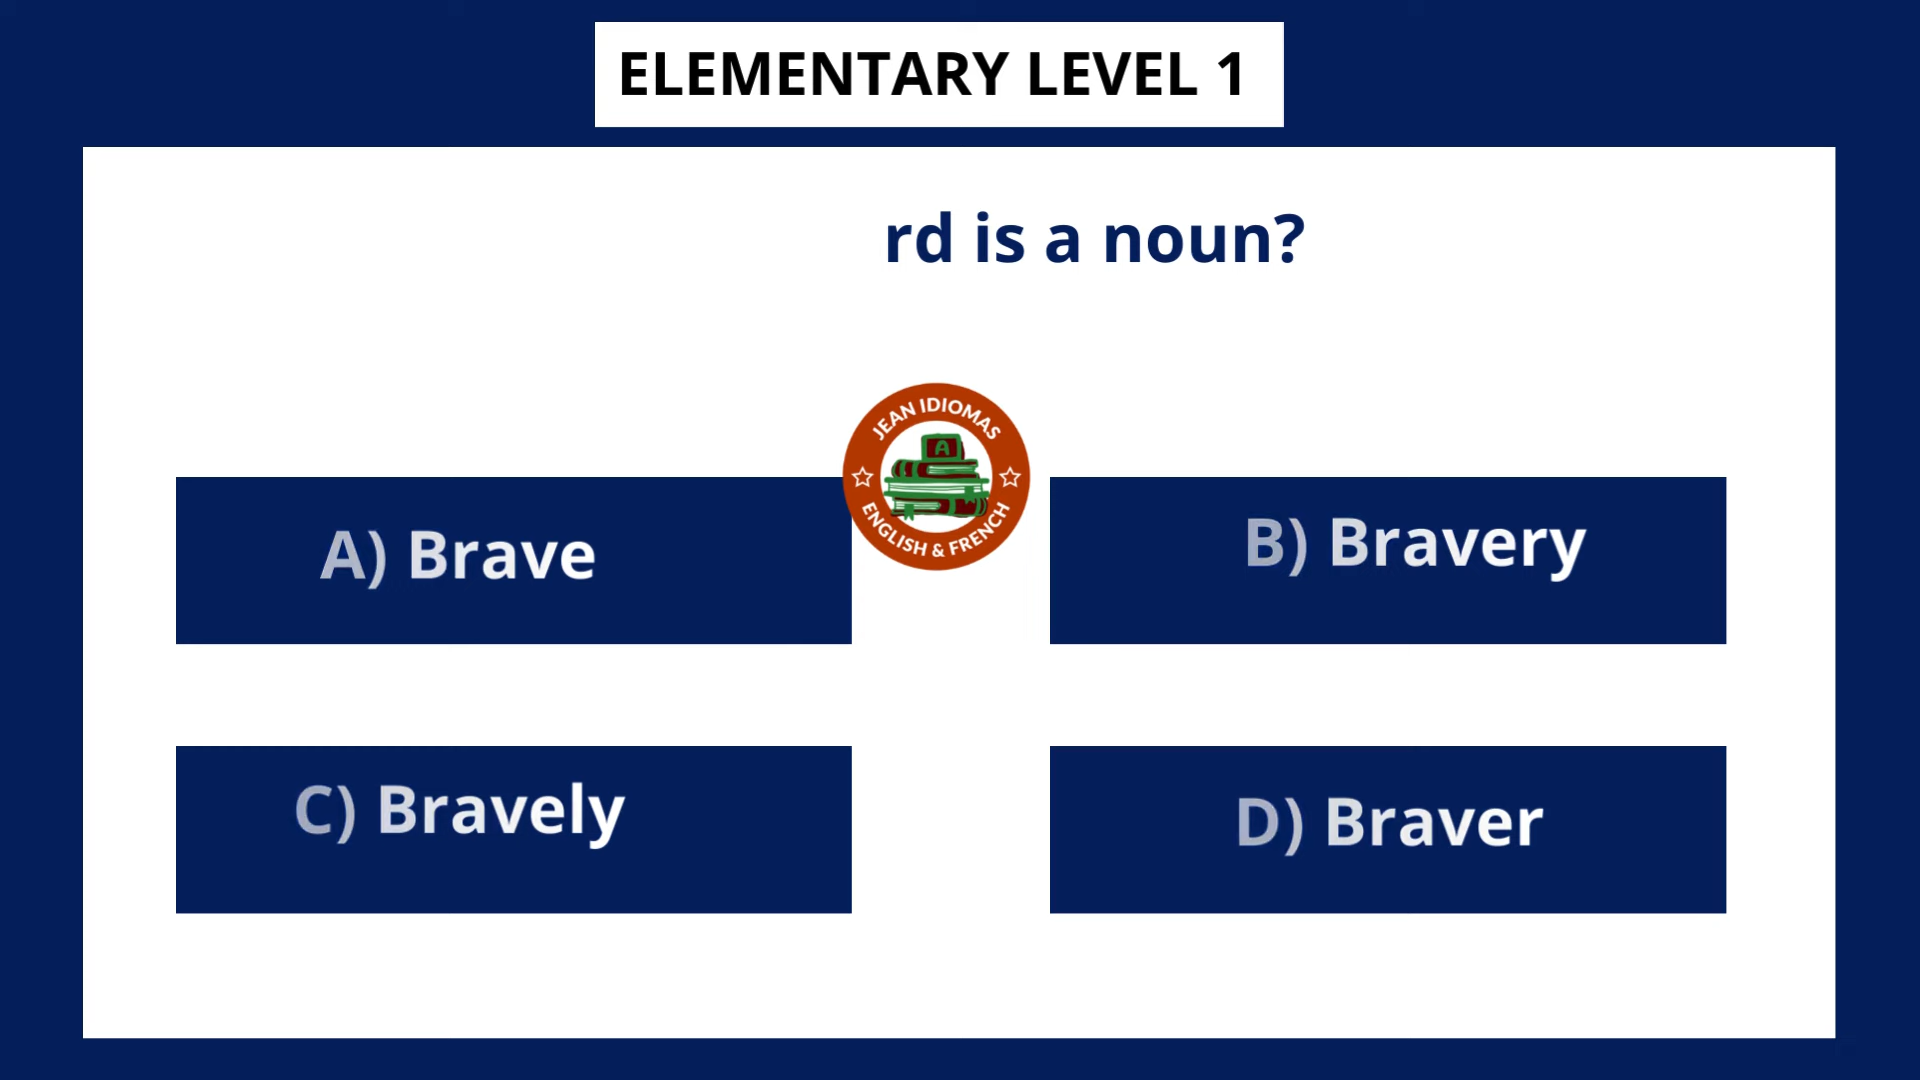 ELEMENTARY LEVEL 1
rd is a noun?
JEAN IDIOMAS
A
ENGLISH & FRENCH
A) Brave
B) Bravery
C) Bravely
D) Braver